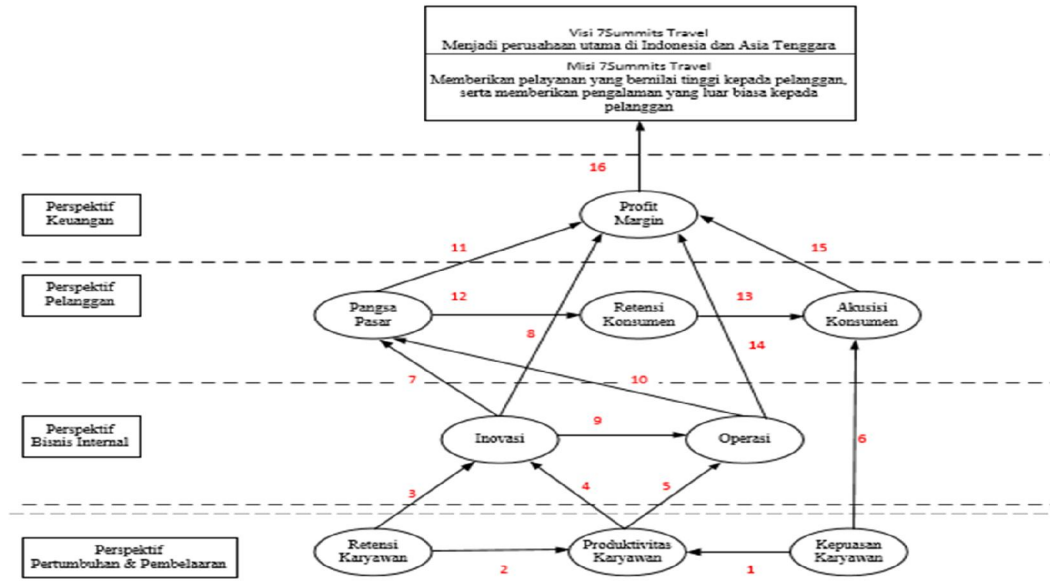 Visi 7Summits Travel
Menjadi perusahaan utama di Indonesia dan Asia Tenggara
Misi 7Summits Travel
Memberikan pelayanan yang bernilai tinggi kepada pelanggan,
serta memberikan pengalaman yang luar biasa kepada
pelanggan
16
Perspektif
Keuangan
Profit
Margin
11
15
Perspektif
Pelanggan
Pangsa
Pasar
12
Retensi
Konsumen
13
Akusisi
Konsumen
8
14
7
10
Perspektif
Bisnis Internal
Inovasi
9
Operasi
6
3
4
5
Perspektif
Pertumbuhan & Pembelaaran
Retensi
Karyawan
2
Produktivitas
Karyawan
1
Kepuasan
Karyawan